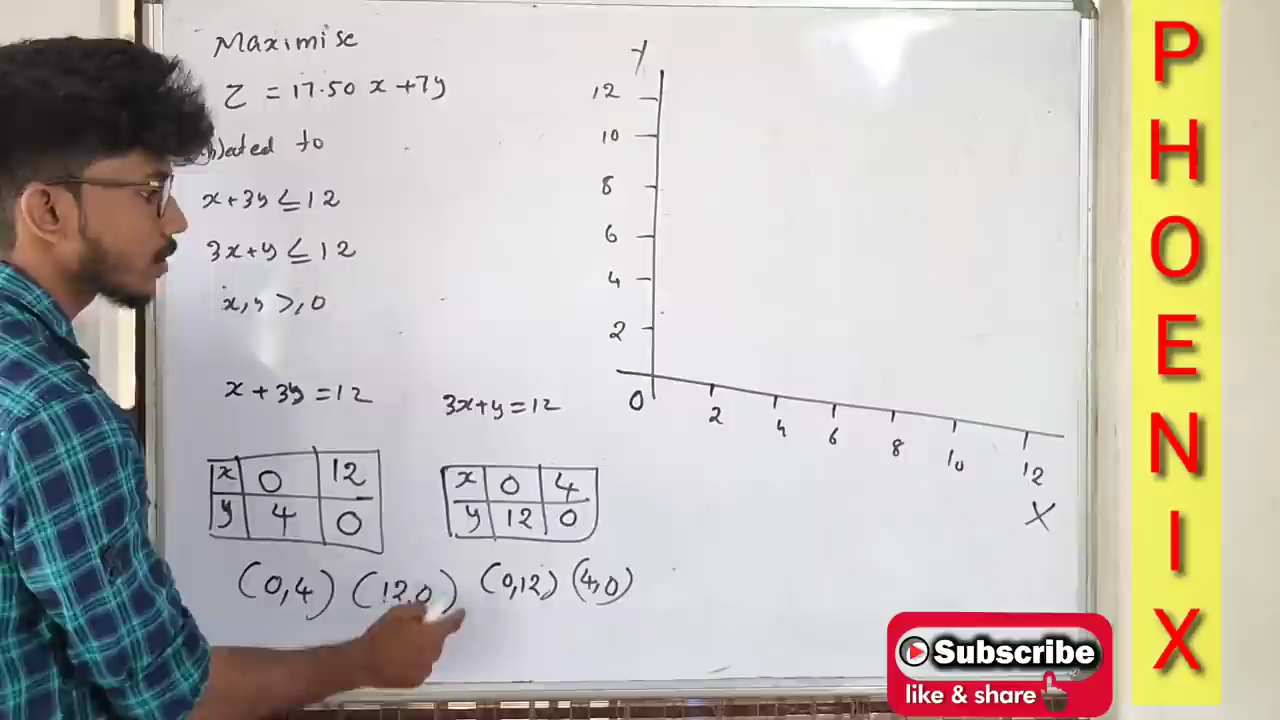 Maximise
Z = 17.50 x + 7y
to
x + 3y ≤ 12
3x + y ≤ 12
x, y >, 0
x + 3y = 12
3x + y = 12
x 0 12
y 4 0
x 0 4
y 12 0
(0,4) (12,0) (0,12) (4,0)
Y
12
10
8
6
4
2
0
2 4 6 8 10 12
X
PHOENIX
Subscribe
like & share